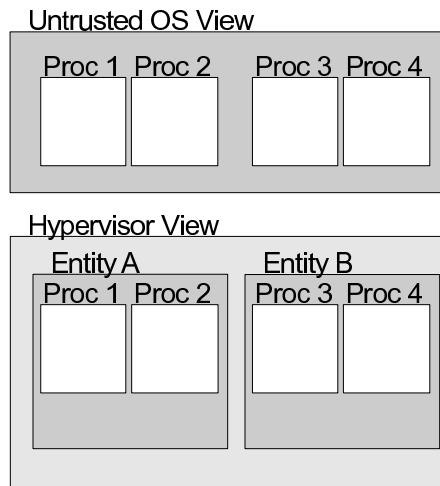 Untrusted OS View
Proc 1 Proc 2 Proc 3 Proc 4
Hypervisor View
Entity A Entity B
Proc 1 Proc 2 Proc 3 Proc 4